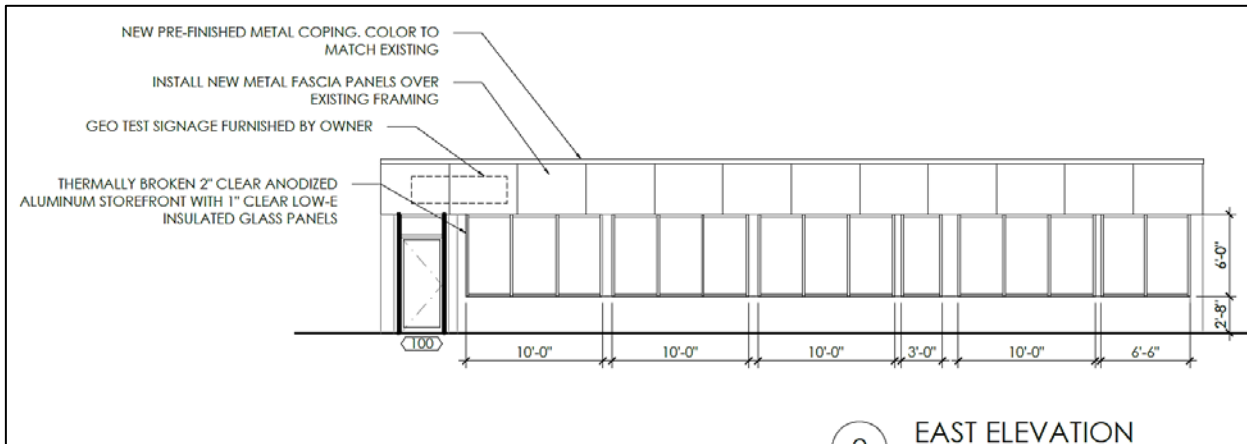 NEW PRE-FINISHED METAL COPING. COLOR TO
MATCH EXISTING
INSTALL NEW METAL FASCIA PANELS OVER
EXISTING FRAMING
GEO TEST SIGNAGE FURNISHED BY OWNER
THERMALLY BROKEN 2" CLEAR ANODIZED
ALUMINUM STOREFRONT WITH 1" CLEAR LOW-E
INSULATED GLASS PANELS
6'-0"
2'-8"
100
10'-0"
10'-0"
10'-0"
3'-0"
10'-0"
6'-6"
EAST ELEVATION